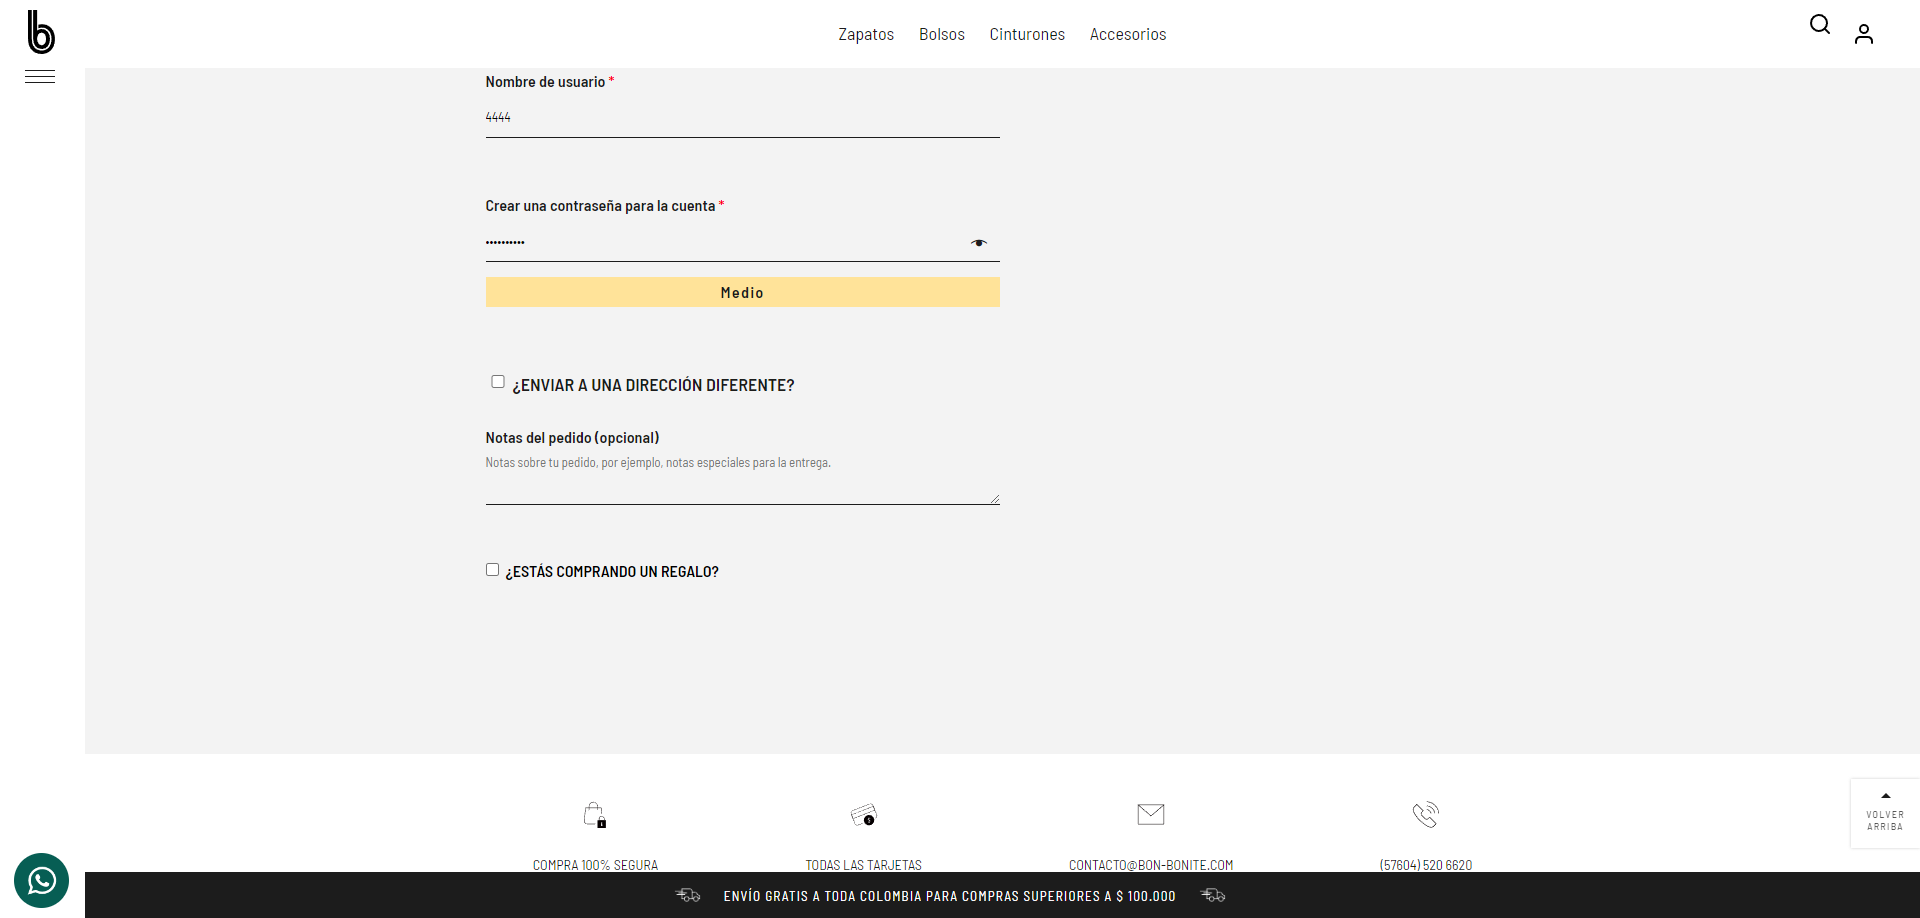 b
Zapatos Bolsos Cinturones Accesorios
Nombre de usuario *
4444
Crear una contraseña para la cuenta *
••••••••••
Medio
¿ENVIAR A UNA DIRECCIÓN DIFERENTE?
Notas del pedido (opcional)
Notas sobre tu pedido, por ejemplo, notas especiales para la entrega.
¿ESTÁS COMPRANDO UN REGALO?
VOLVER
ARRIBA
COMPRA 100% SEGURA TODAS LAS TARJETAS CONTACTO@BON-BONITE.COM (57604) 520 6620
ENVÍO GRATIS A TODA COLOMBIA PARA COMPRAS SUPERIORES A $ 100.000